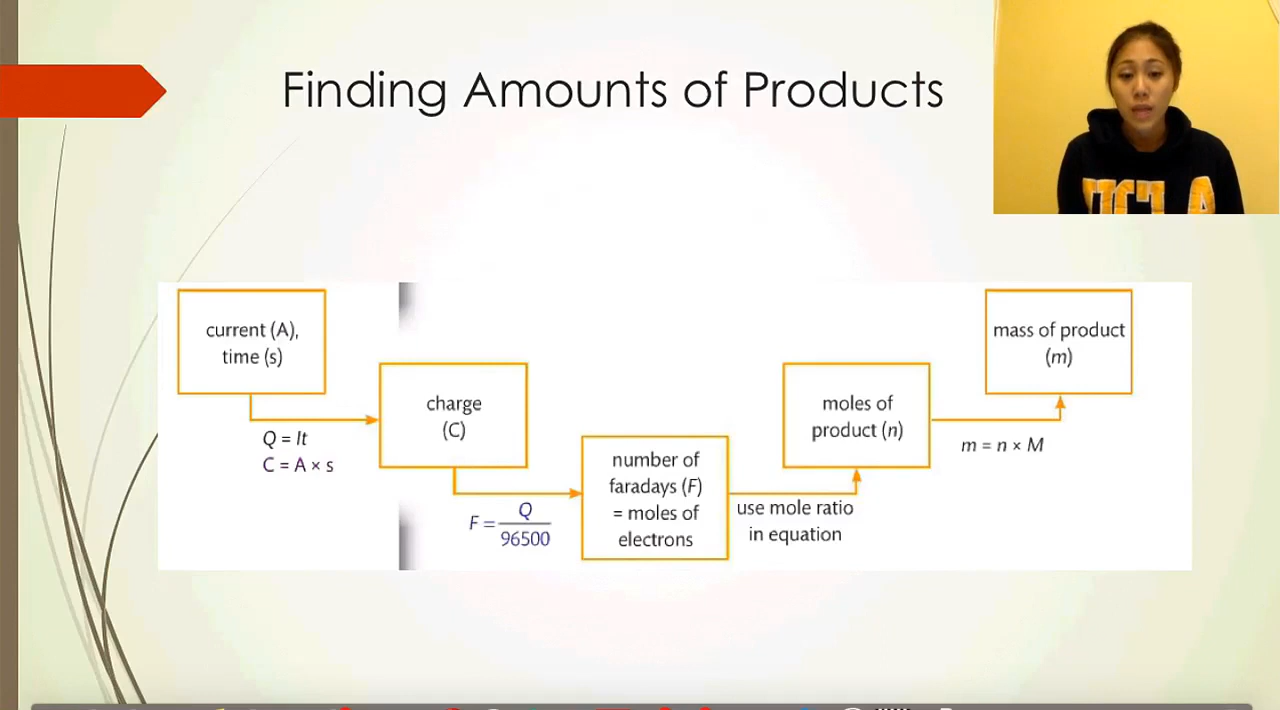 Finding Amounts of Products
UCLA
current (A),
time (s)
Q = It
C = A × s
charge
(C)
F = Q
96500
number of
faradays (F)
= moles of
electrons
use mole ratio
in equation
moles of
product (n)
m = n × M
mass of product
(m)